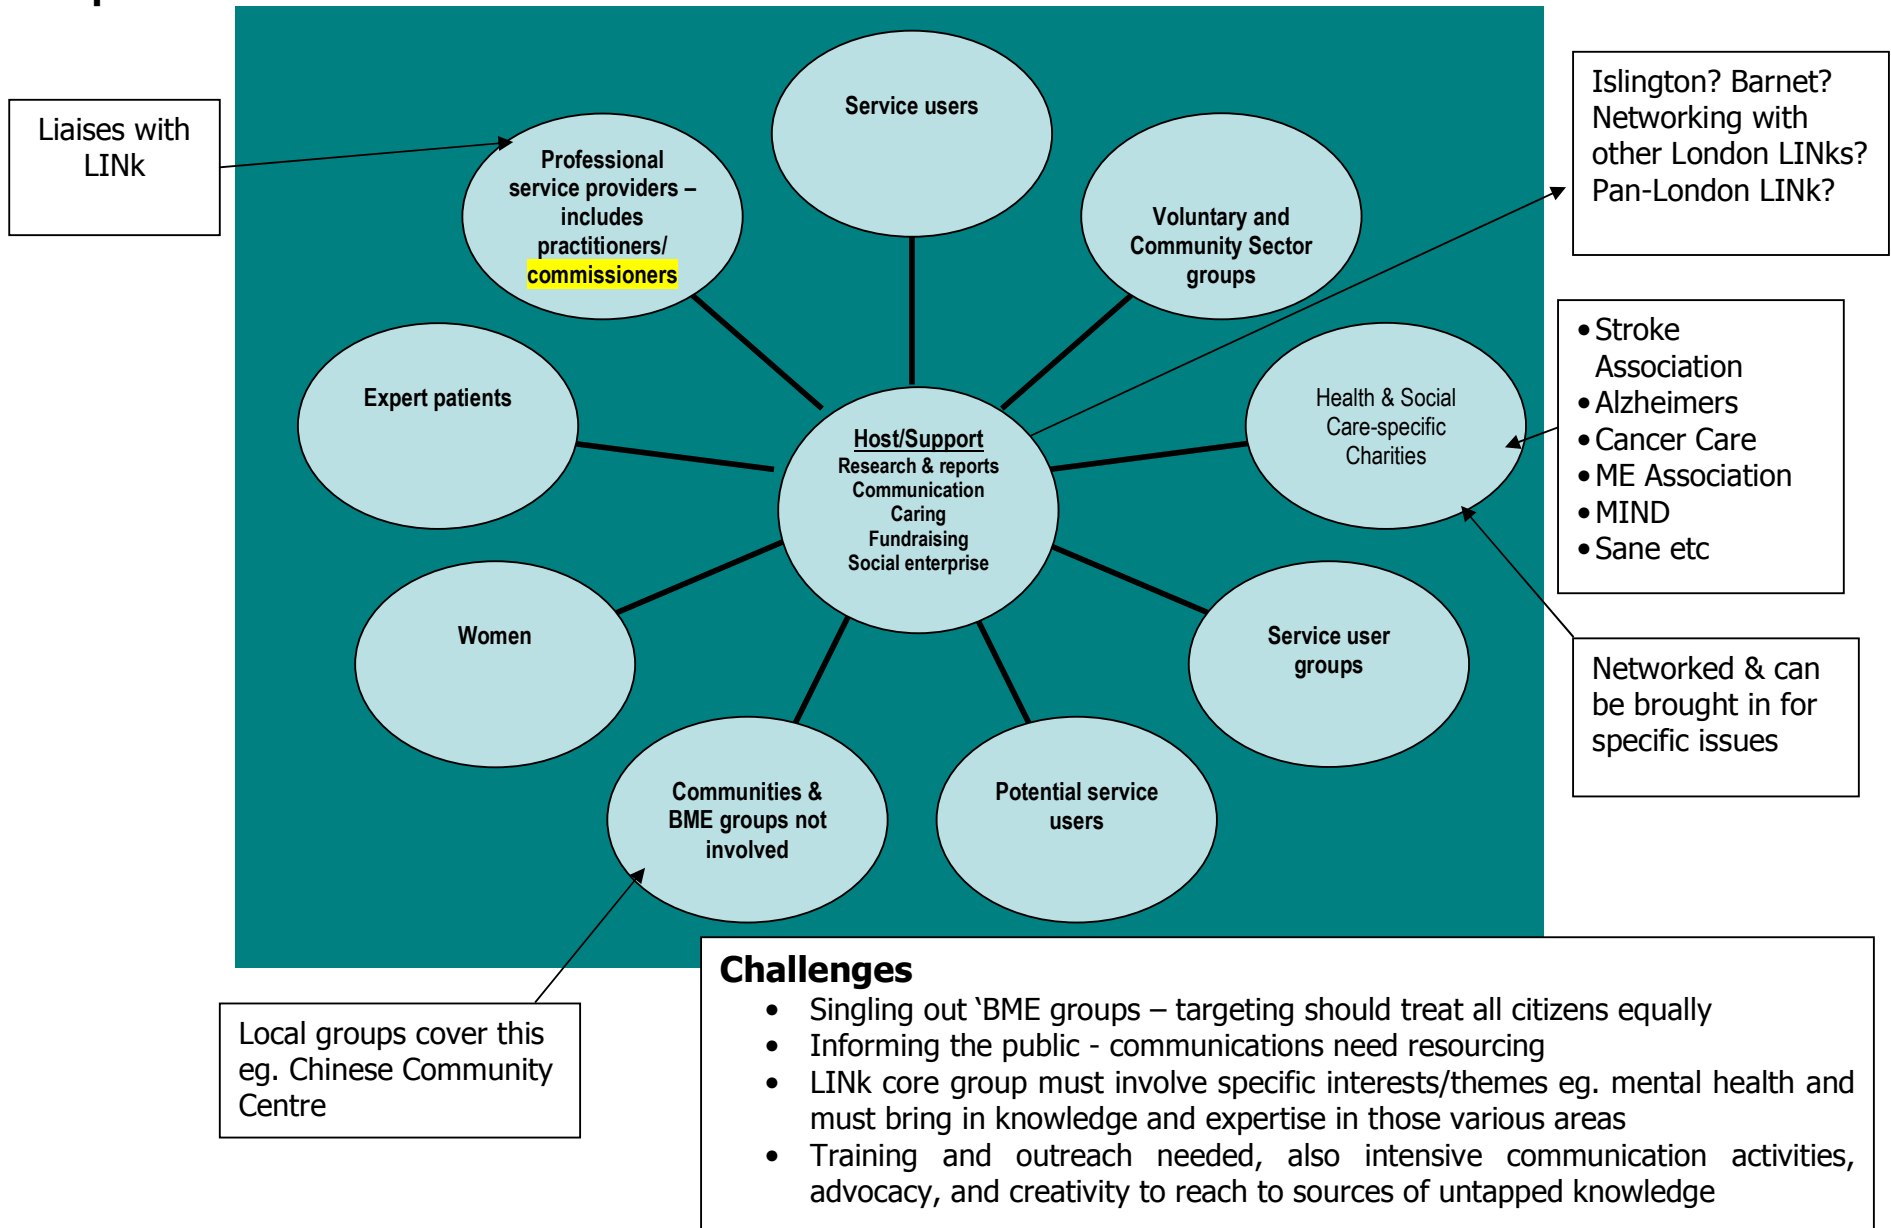 Liaises with
LINk
Service users
Professional
service providers –
includes
practitioners/
commissioners
Voluntary and
Community Sector
groups
Islington? Barnet?
Networking with
other London LINks?
Pan-London LINk?
Expert patients
Host/Support
Research & reports
Communication
Caring
Fundraising
Social enterprise
Health & Social
Care-specific
Charities
• Stroke
Association
• Alzheimers
• Cancer Care
• ME Association
• MIND
• Sane etc
Women
Service user
groups
Networked & can
be brought in for
specific issues
Communities &
BME groups not
involved
Potential service
users
Local groups cover this
eg. Chinese Community
Centre
Challenges
• Singling out ‘BME groups – targeting should treat all citizens equally
• Informing the public - communications need resourcing
• LINk core group must involve specific interests/themes eg. mental health and
must bring in knowledge and expertise in those various areas
• Training and outreach needed, also intensive communication activities,
advocacy, and creativity to reach to sources of untapped knowledge